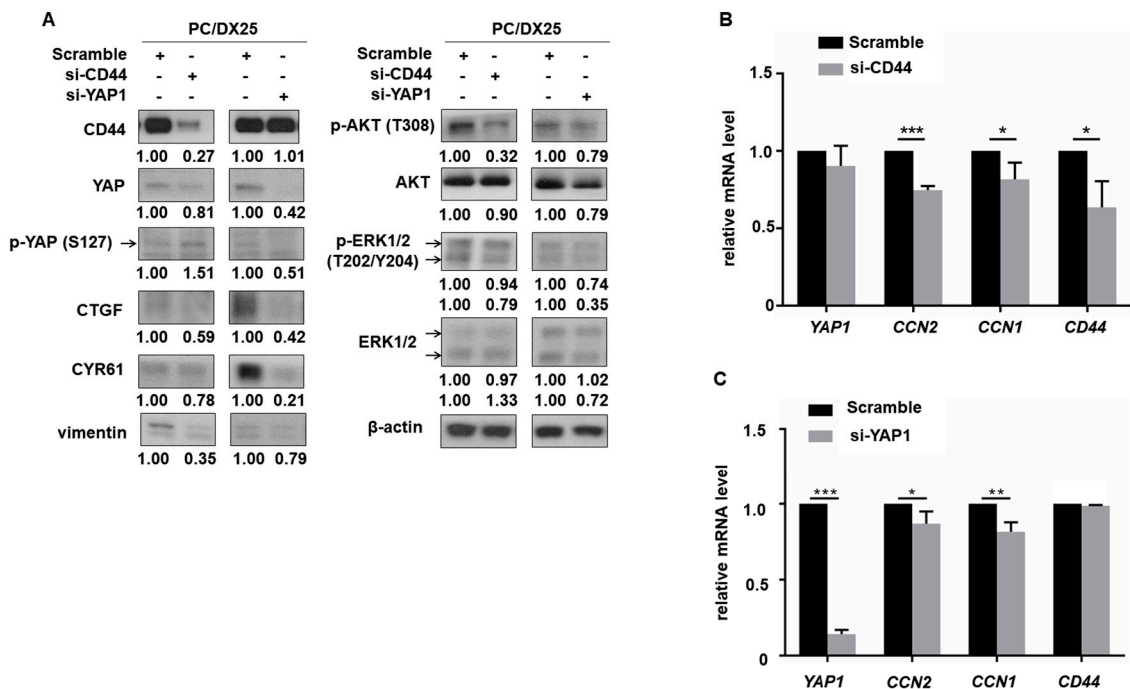 A
PC/DX25
Scramble + - + -
si-CD44 - + - -
si-YAP1 - - - +
CD44
1.00 0.27 1.00 1.01
YAP
1.00 0.81 1.00 0.42
p-YAP (S127)
1.00 1.51 1.00 0.51
CTGF
1.00 0.59 1.00 0.42
CYR61
1.00 0.78 1.00 0.21
vimentin
1.00 0.35 1.00 0.79
PC/DX25
Scramble + - + -
si-CD44 - + - -
si-YAP1 - - - +
p-AKT (T308)
1.00 0.32 1.00 0.79
AKT
1.00 0.90 1.00 0.79
p-ERK1/2
(T202/Y204)
1.00 0.94 1.00 0.74
1.00 0.79 1.00 0.35
ERK1/2
1.00 0.97 1.00 1.02
1.00 1.33 1.00 0.72
β-actin
B
Scramble
si-CD44
relative mRNA level
1.5
1.0
0.5
0
*** * *
YAP1 CCN2 CCN1 CD44
C
Scramble
si-YAP1
relative mRNA level
1.5
1.0
0.5
0
*** * **
YAP1 CCN2 CCN1 CD44